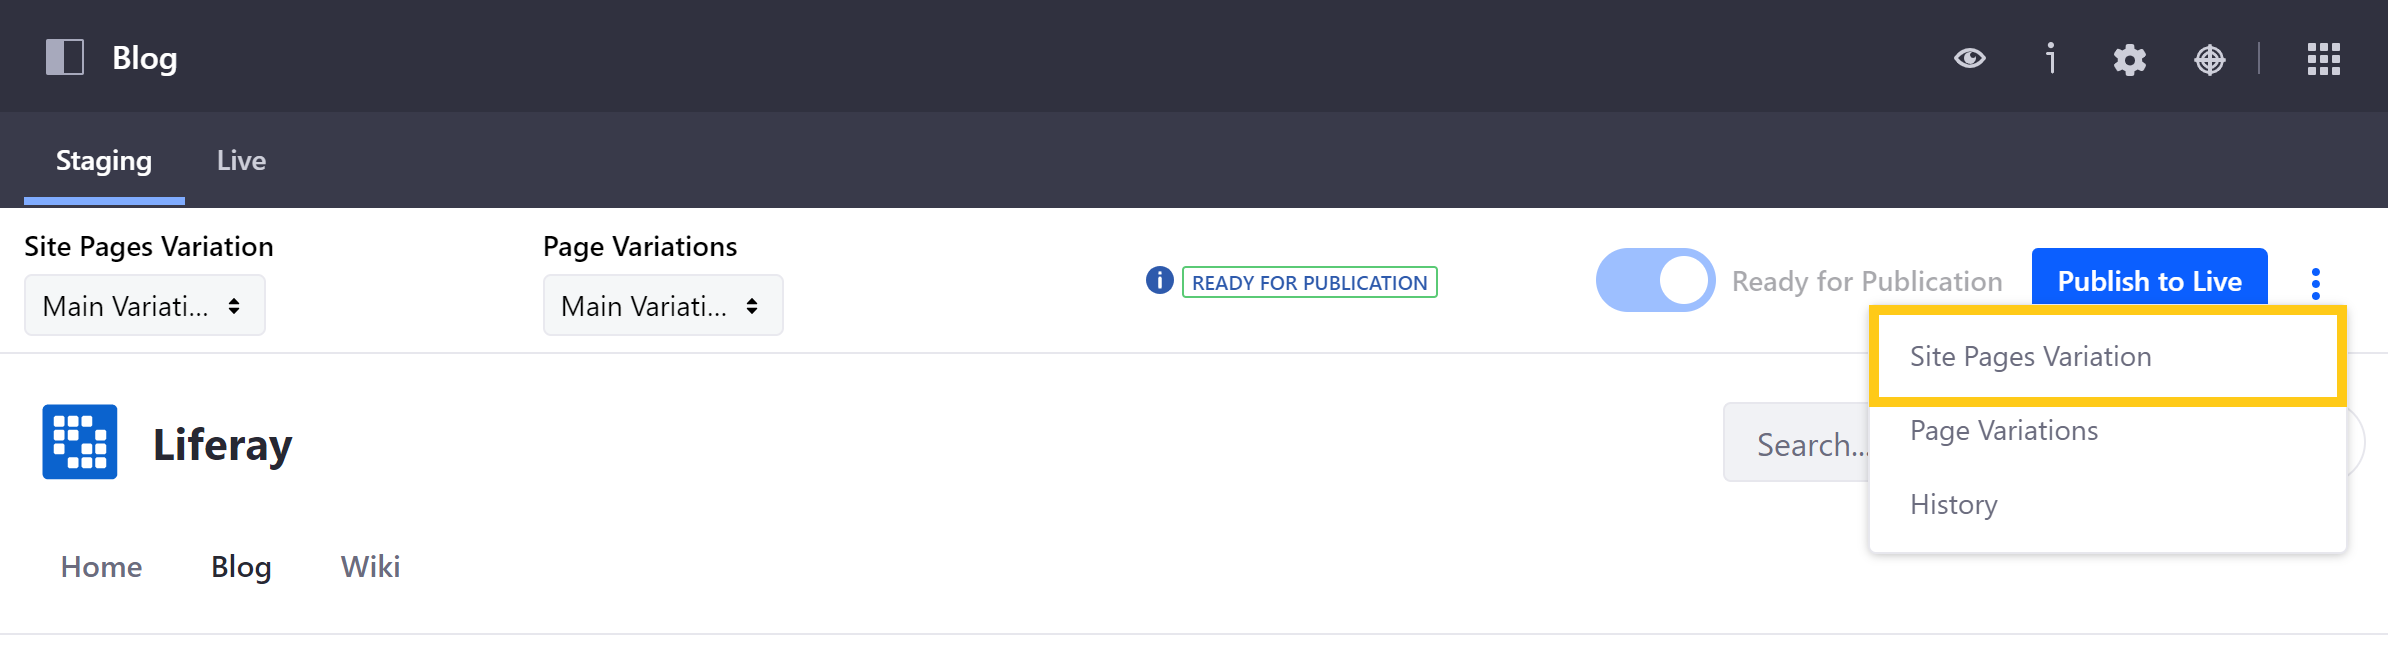 Blog
Staging Live
Site Pages Variation
Page Variations
Main Variati...
Main Variati...
READY FOR PUBLICATION
Ready for Publication
Publish to Live
Site Pages Variation
Page Variations
History
Liferay
Search...
Home Blog Wiki